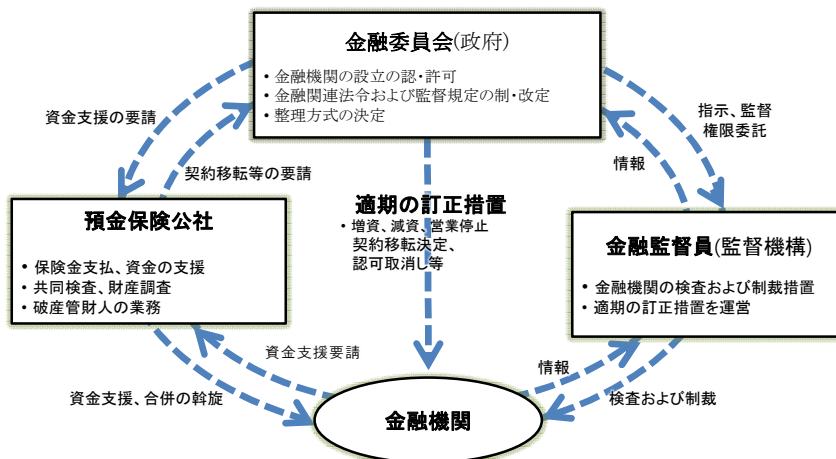 金融委員会(政府)
・金融機関の設立の認・許可
・金融関連法令および監督規定の制・改定
・整理方式の決定
資金支援の要請
指示、監督
権限委託
契約移転等の要請
情報
適期の訂正措置
・増資、減資、営業停止
契約移転決定、
認可取消し等
預金保険公社
• 保険金支払、資金の支援
• 共同検査、財産調査
• 破産管財人の業務
金融監督員(監督機構)
• 金融機関の検査および制裁措置
• 適期の訂正措置を運営
資金支援要請
情報
資金支援、合併の斡旋
検査および制裁
金融機関